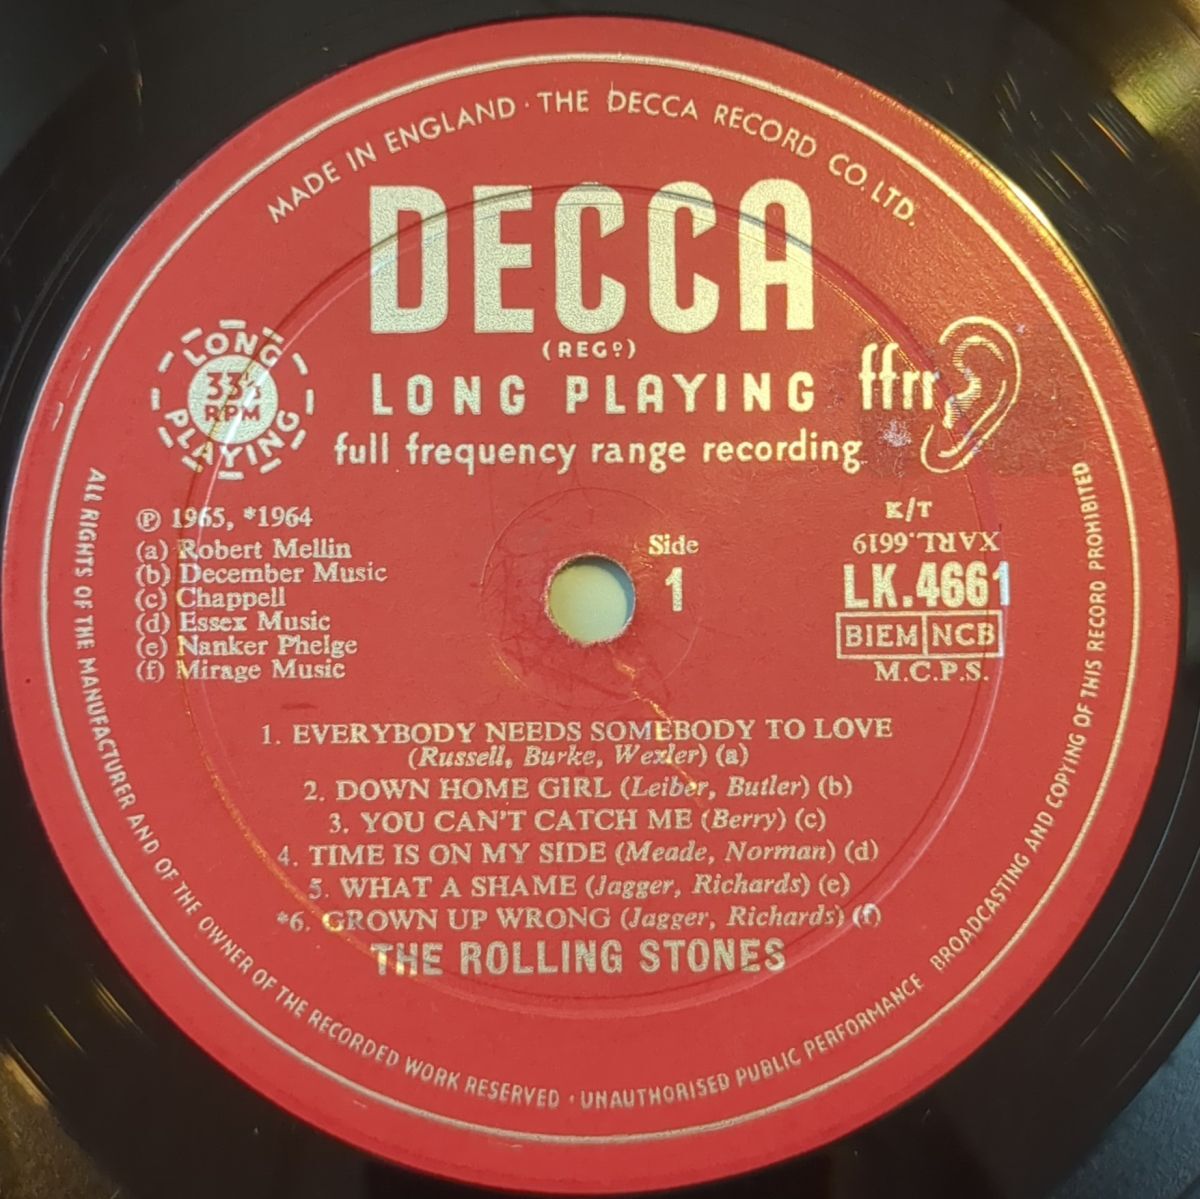 MADE IN ENGLAND · THE DECCA RECORD CO. LTD.
DECCA
(REGD)
LONG PLAYING
33⅓
RPM
LONG PLAYING
ffrr
full frequency range recording
Ⓟ 1965, *1964
(a) Robert Mellin
(b) December Music
(c) Chappell
(d) Essex Music
(e) Nanker Phelge
(f) Mirage Music
Side
1
K/T
XARL.6619
LK.4661
BIEM NCB
M.C.P.S.
1. EVERYBODY NEEDS SOMEBODY TO LOVE
(Russell, Burke, Wexler) (a)
2. DOWN HOME GIRL (Leiber, Butler) (b)
3. YOU CAN'T CATCH ME (Berry) (c)
4. TIME IS ON MY SIDE (Meade, Norman) (d)
5. WHAT A SHAME (Jagger, Richards) (e)
*6. GROWN UP WRONG (Jagger, Richards) (f)
THE ROLLING STONES
ALL RIGHTS OF THE MANUFACTURER AND OF THE OWNER OF THE RECORDED WORK RESERVED · UNAUTHORISED PUBLIC PERFORMANCE BROADCASTING AND COPYING OF THIS RECORD PROHIBITED